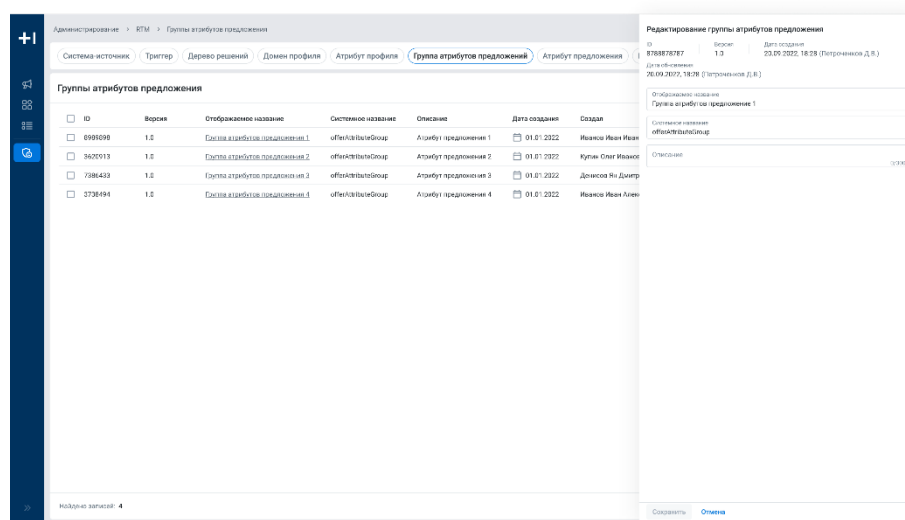 Администрирование > RTM > Группы атрибутов предложения
Система-источник Триггер Дерево решений Домен профиля Атрибут профиля Группа атрибутов предложений Атрибут предложения
Группы атрибутов предложения
ID Версия Отображаемое название Системное название Описание Дата создания Создал
8989898 1.0 Группа атрибутов предложения 1 offerAttributeGroup Атрибут предложения 1 01.01.2022 Иванов Иван Иван
3620913 1.0 Группа атрибутов предложения 2 offerAttributeGroup Атрибут предложения 2 01.01.2022 Купин Олег Иванов
7386433 1.0 Группа атрибутов предложения 3 offerAttributeGroup Атрибут предложения 3 01.01.2022 Денисов Ян Дмитр
3738494 1.0 Группа атрибутов предложения 4 offerAttributeGroup Атрибут предложения 4 01.01.2022 Иванов Иван Алек
Найдено записей: 4
Редактирование группы атрибутов предложения
ID Версия Дата создания
8788878787 1.0 20.09.2022, 18:28 (Петроченков Д.В.)
Дата обновления
20.09.2022, 18:28 (Петроченков Д.В.)
Отображаемое название
Группа атрибутов предложение 1
Системное название
offerAttributeGroup
Описание
Сохранить Отмена